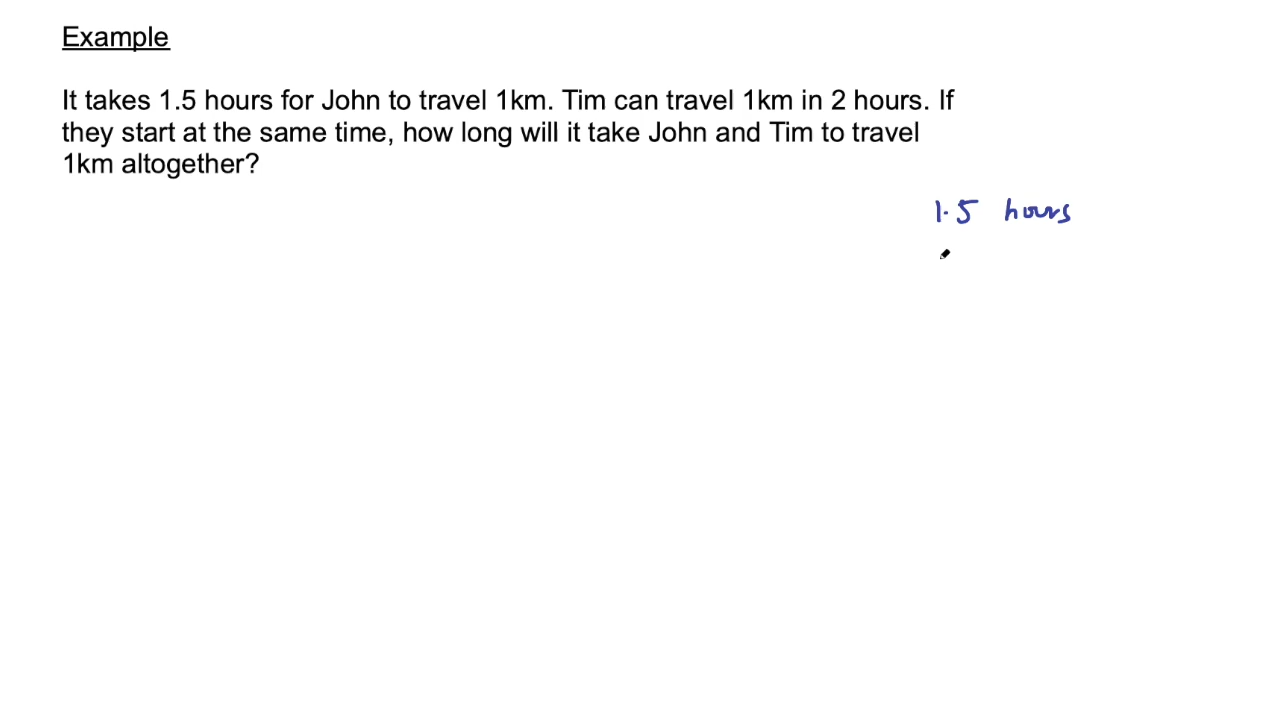 Example
It takes 1.5 hours for John to travel 1km. Tim can travel 1km in 2 hours. If
they start at the same time, how long will it take John and Tim to travel
1km altogether?
1.5 hours